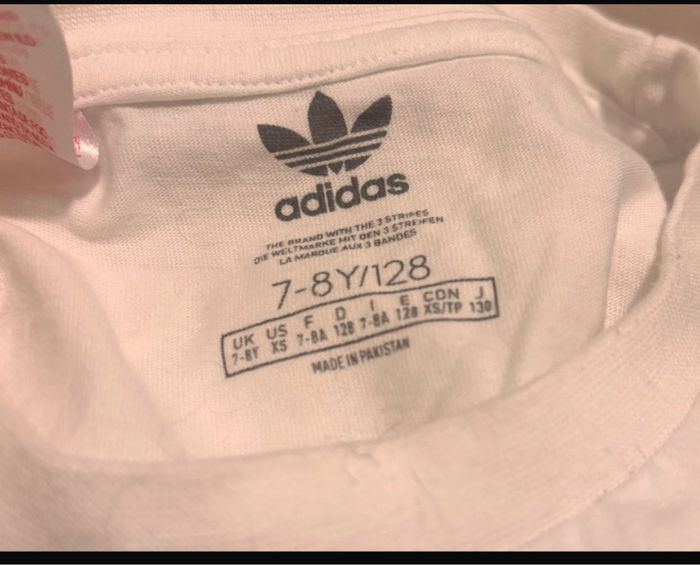 adidas
THE BRAND WITH THE 3 STRIPES
DIE WELTMARKE MIT DEN 3 STREIFEN
LA MARQUE AUX 3 BANDES
7-8Y/128
UK US F D I E CON J
7-8Y XS 7-8A 128 7-8A 128 XS/TP 130
MADE IN PAKISTAN